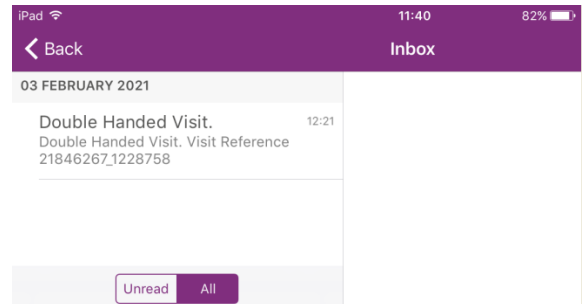 iPad 11:40 82%
Back Inbox
03 FEBRUARY 2021
Double Handed Visit. 12:21
Double Handed Visit. Visit Reference
21846267_1228758
Unread All